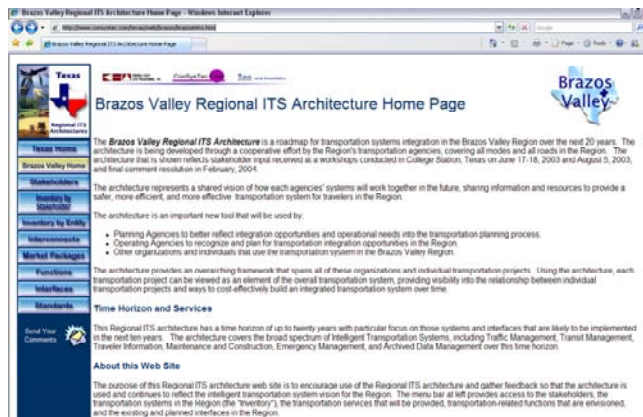 Brazos Valley Regional ITS Architecture Home Page - Windows Internet Explorer
Google
Brazos Valley Regional ITS Architecture Home Page
Page
Tools
Texas
Regional ITS
Architectures
ConSysTec
Brazos Valley Regional ITS Architecture Home Page
Brazos
Valley
Texas Home
Brazos Valley Home
Stakeholders
Inventory by
Stakeholder
Inventory by Entity
Interconnects
Market Packages
Functions
Interfaces
Standards
Send Your
Comments
The Brazos Valley Regional ITS Architecture is a roadmap for transportation systems integration in the Brazos Valley Region over the next 20 years. The
architecture is being developed through a cooperative effort by the Region's transportation agencies, covering all modes and all roads in the Region. The
architecture that is shown reflects stakeholder input received at a workshops conducted in College Station, Texas on June 17-18, 2003 and August 5, 2003,
and final comment resolution in February, 2004.
The architecture represents a shared vision of how each agencies' systems will work together in the future, sharing information and resources to provide a
safer, more efficient, and more effective transportation system for travelers in the Region.
The architecture is an important new tool that will be used by:
• Planning Agencies to better reflect integration opportunities and operational needs into the transportation planning process.
• Operating Agencies to recognize and plan for transportation integration opportunities in the Region.
• Other organizations and individuals that use the transportation system in the Brazos Valley Region.
The architecture provides an overarching framework that spans all of these organizations and individual transportation projects. Using the architecture, each
transportation project can be viewed as an element of the overall transportation system, providing visibility into the relationship between individual
transportation projects and ways to cost-effectively build an integrated transportation system over time.
Time Horizon and Services
This Regional ITS architecture has a time horizon of up to twenty years with particular focus on those systems and interfaces that are likely to be implemented
in the next ten years. The architecture covers the broad spectrum of Intelligent Transportation Systems, including Traffic Management, Transit Management,
Traveler Information, Maintenance and Construction, Emergency Management, and Archived Data Management over this time horizon.
About this Web Site
The purpose of this Regional ITS architecture web site is to encourage use of the Regional ITS architecture and gather feedback so that the architecture is
used and continues to reflect the intelligent transportation system vision for the Region. The menu bar at left provides access to the stakeholders, the
transportation systems in the Region (the "Inventory"), the transportation services that will be provided, transportation-related functions that are envisioned,
and the existing and planned interfaces in the Region.